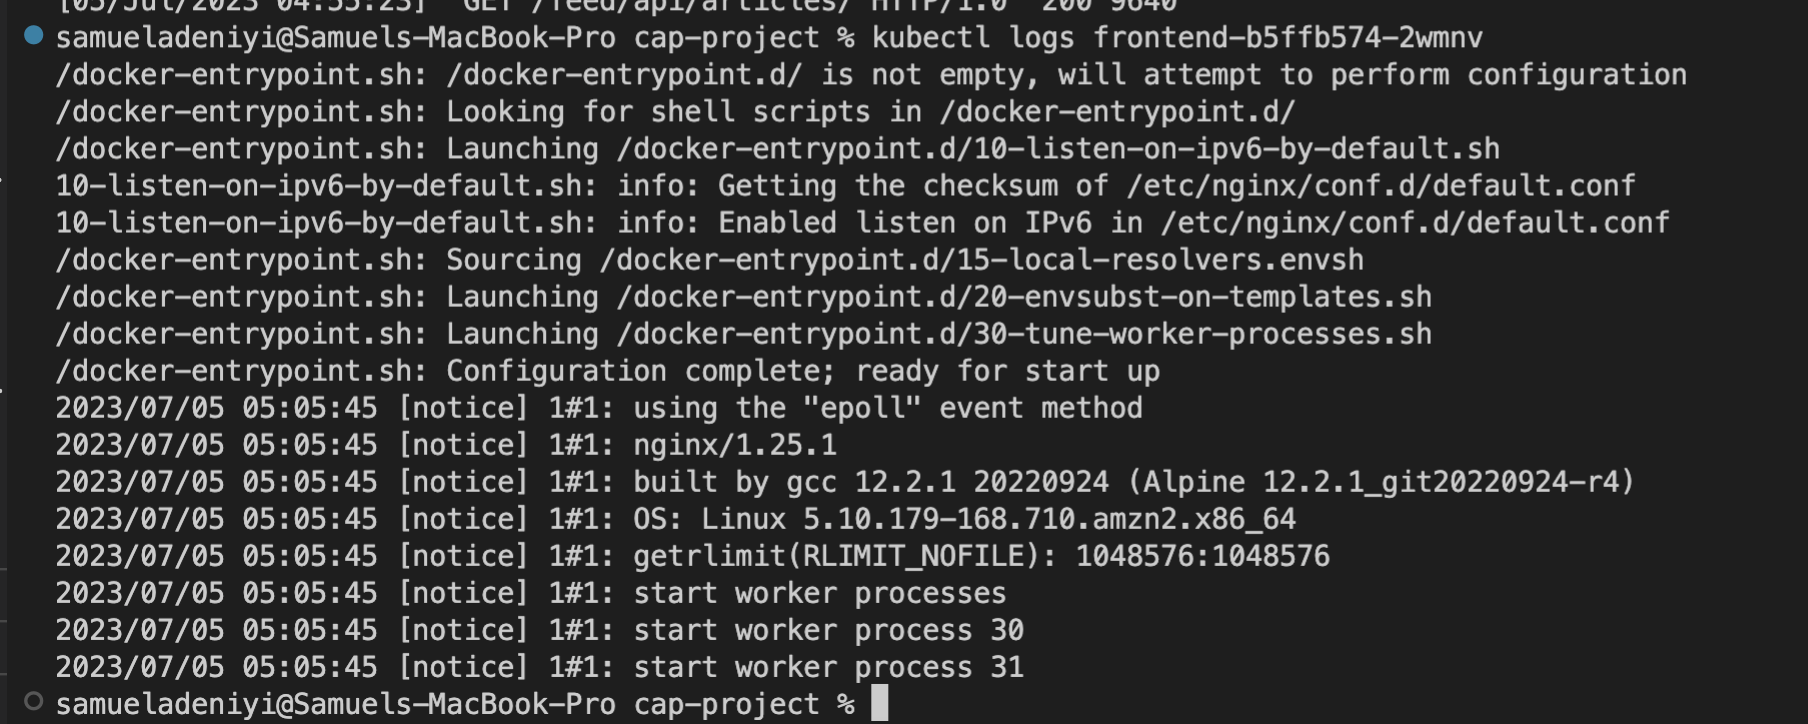 [05/Jul/2023 04:55:23] "GET /feed/api/articles/ HTTP/1.0" 200 9640
samueladeniyi@Samuels-MacBook-Pro cap-project % kubectl logs frontend-b5ffb574-2wmnv
/docker-entrypoint.sh: /docker-entrypoint.d/ is not empty, will attempt to perform configuration
/docker-entrypoint.sh: Looking for shell scripts in /docker-entrypoint.d/
/docker-entrypoint.sh: Launching /docker-entrypoint.d/10-listen-on-ipv6-by-default.sh
10-listen-on-ipv6-by-default.sh: info: Getting the checksum of /etc/nginx/conf.d/default.conf
10-listen-on-ipv6-by-default.sh: info: Enabled listen on IPv6 in /etc/nginx/conf.d/default.conf
/docker-entrypoint.sh: Sourcing /docker-entrypoint.d/15-local-resolvers.envsh
/docker-entrypoint.sh: Launching /docker-entrypoint.d/20-envsubst-on-templates.sh
/docker-entrypoint.sh: Launching /docker-entrypoint.d/30-tune-worker-processes.sh
/docker-entrypoint.sh: Configuration complete; ready for start up
2023/07/05 05:05:45 [notice] 1#1: using the "epoll" event method
2023/07/05 05:05:45 [notice] 1#1: nginx/1.25.1
2023/07/05 05:05:45 [notice] 1#1: built by gcc 12.2.1 20220924 (Alpine 12.2.1_git20220924-r4)
2023/07/05 05:05:45 [notice] 1#1: OS: Linux 5.10.179-168.710.amzn2.x86_64
2023/07/05 05:05:45 [notice] 1#1: getrlimit(RLIMIT_NOFILE): 1048576:1048576
2023/07/05 05:05:45 [notice] 1#1: start worker processes
2023/07/05 05:05:45 [notice] 1#1: start worker process 30
2023/07/05 05:05:45 [notice] 1#1: start worker process 31
samueladeniyi@Samuels-MacBook-Pro cap-project %